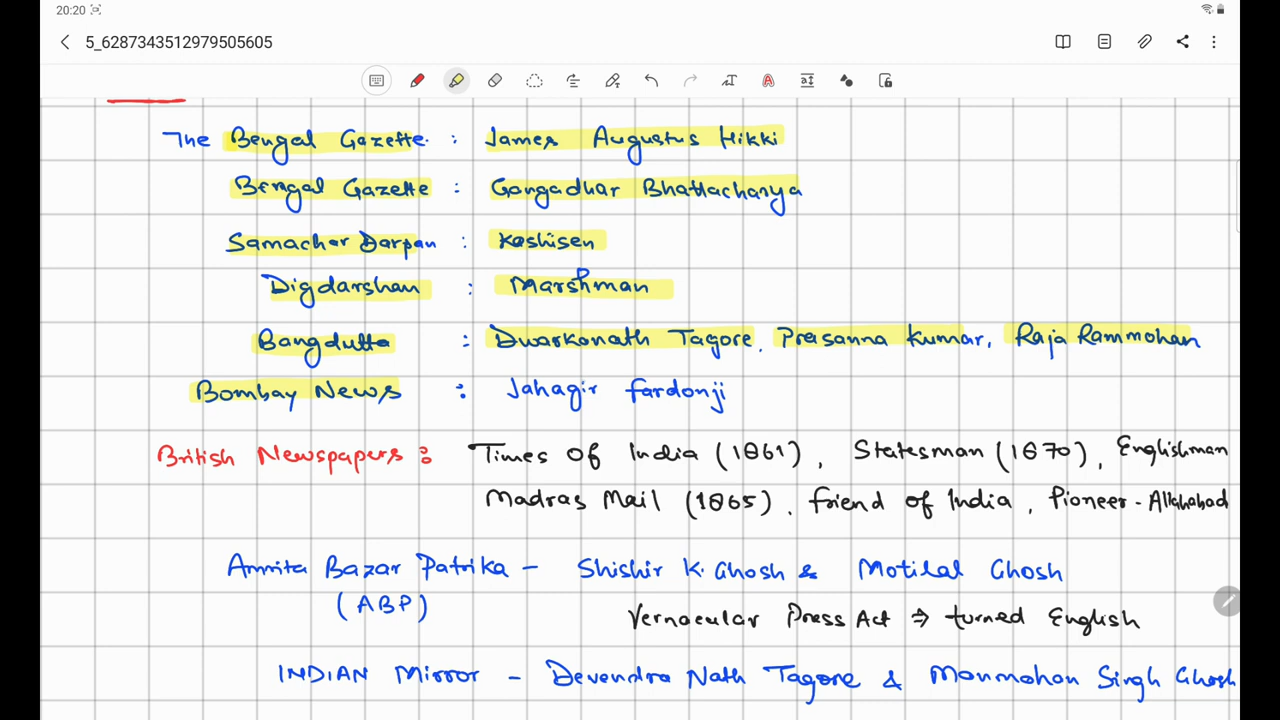 20:20
5_6287343512979505605
The Bengal Gazette : James Augustus Hikki
Bengal Gazette : Gangadhar Bhattacharya
Samachar Darpan : Kashisen
Digdarshan : Marshman
Bangdutta : Dwarkanath Tagore, Prasanna Kumar, Raja Rammohan
Bombay News : Jahagir Fardonji
British Newspapers : Times Of India (1861), Statesman (1870), Englishman
Madras Mail (1865), Friend of India, Pioneer - Allahabad
Amrita Bazar Patrika - Shishir K. Ghosh & Motilal Ghosh
(ABP)
Vernacular Press Act ⇒ turned English
INDIAN Mirror - Devendra Nath Tagore & Manmohan Singh Ghosh